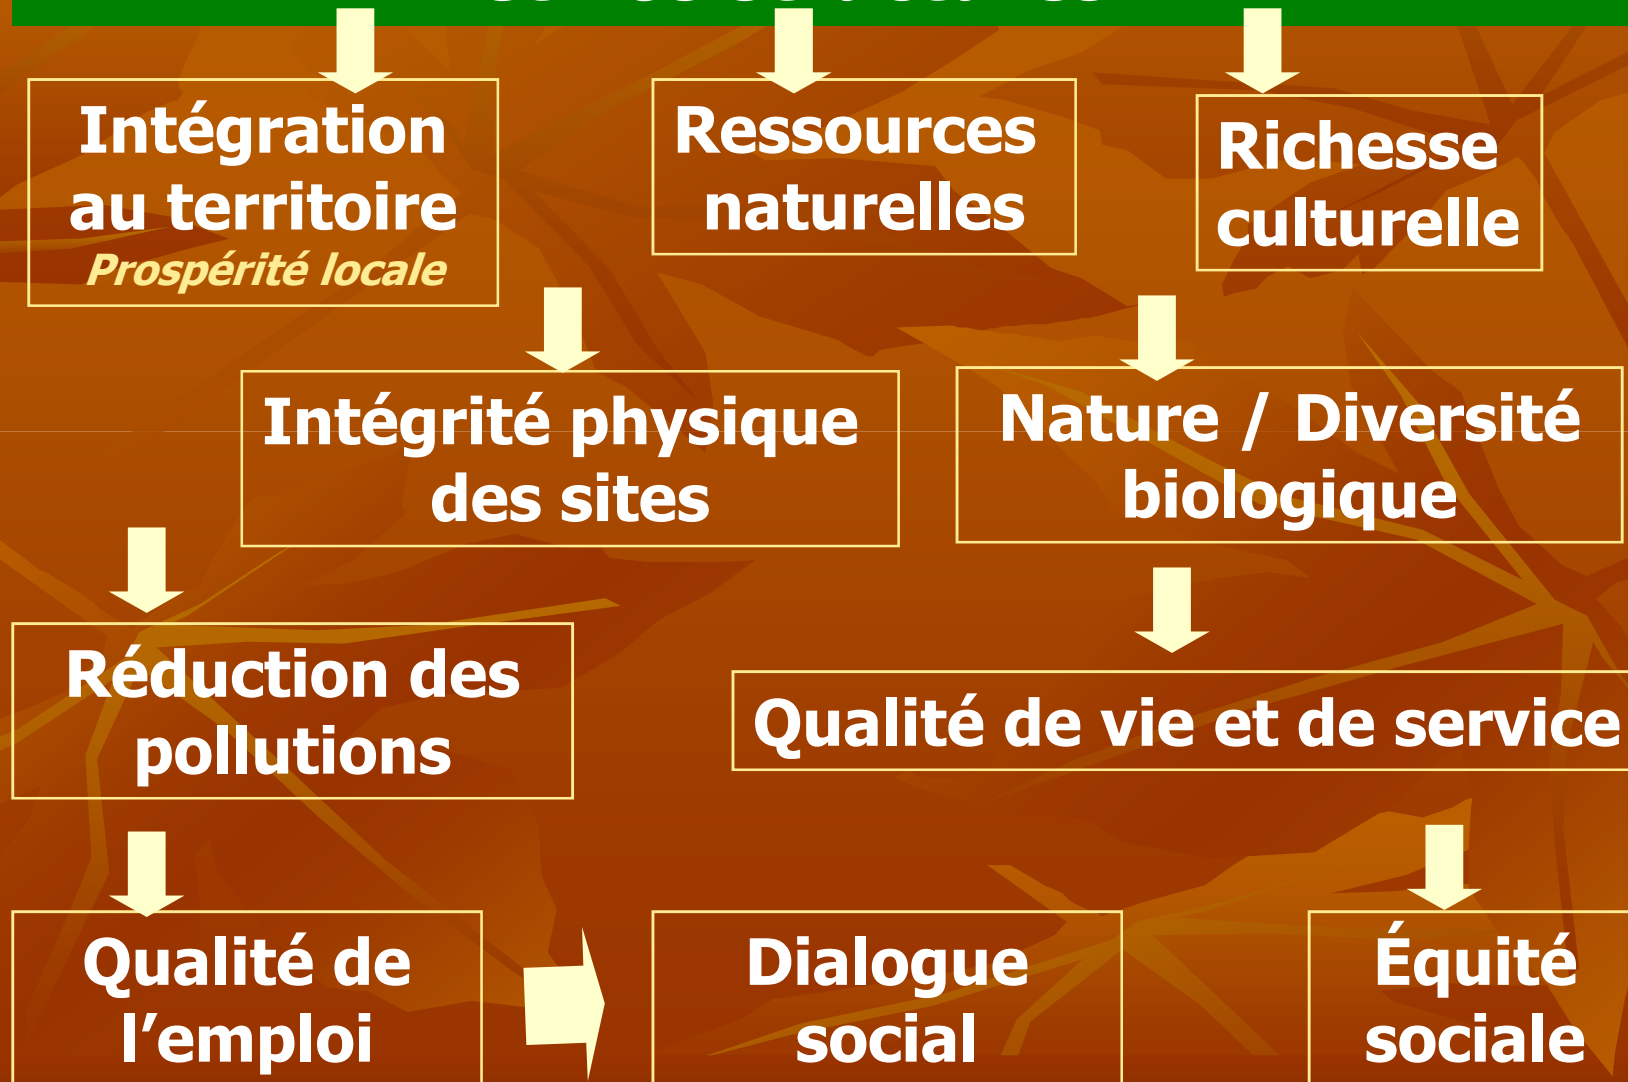 Intégration
au territoire
Prospérité locale
Ressources
naturelles
Richesse
culturelle
Intégrité physique
des sites
Nature / Diversité
biologique
Réduction des
pollutions
Qualité de vie et de service
Qualité de
l’emploi
Dialogue
social
Équité
sociale